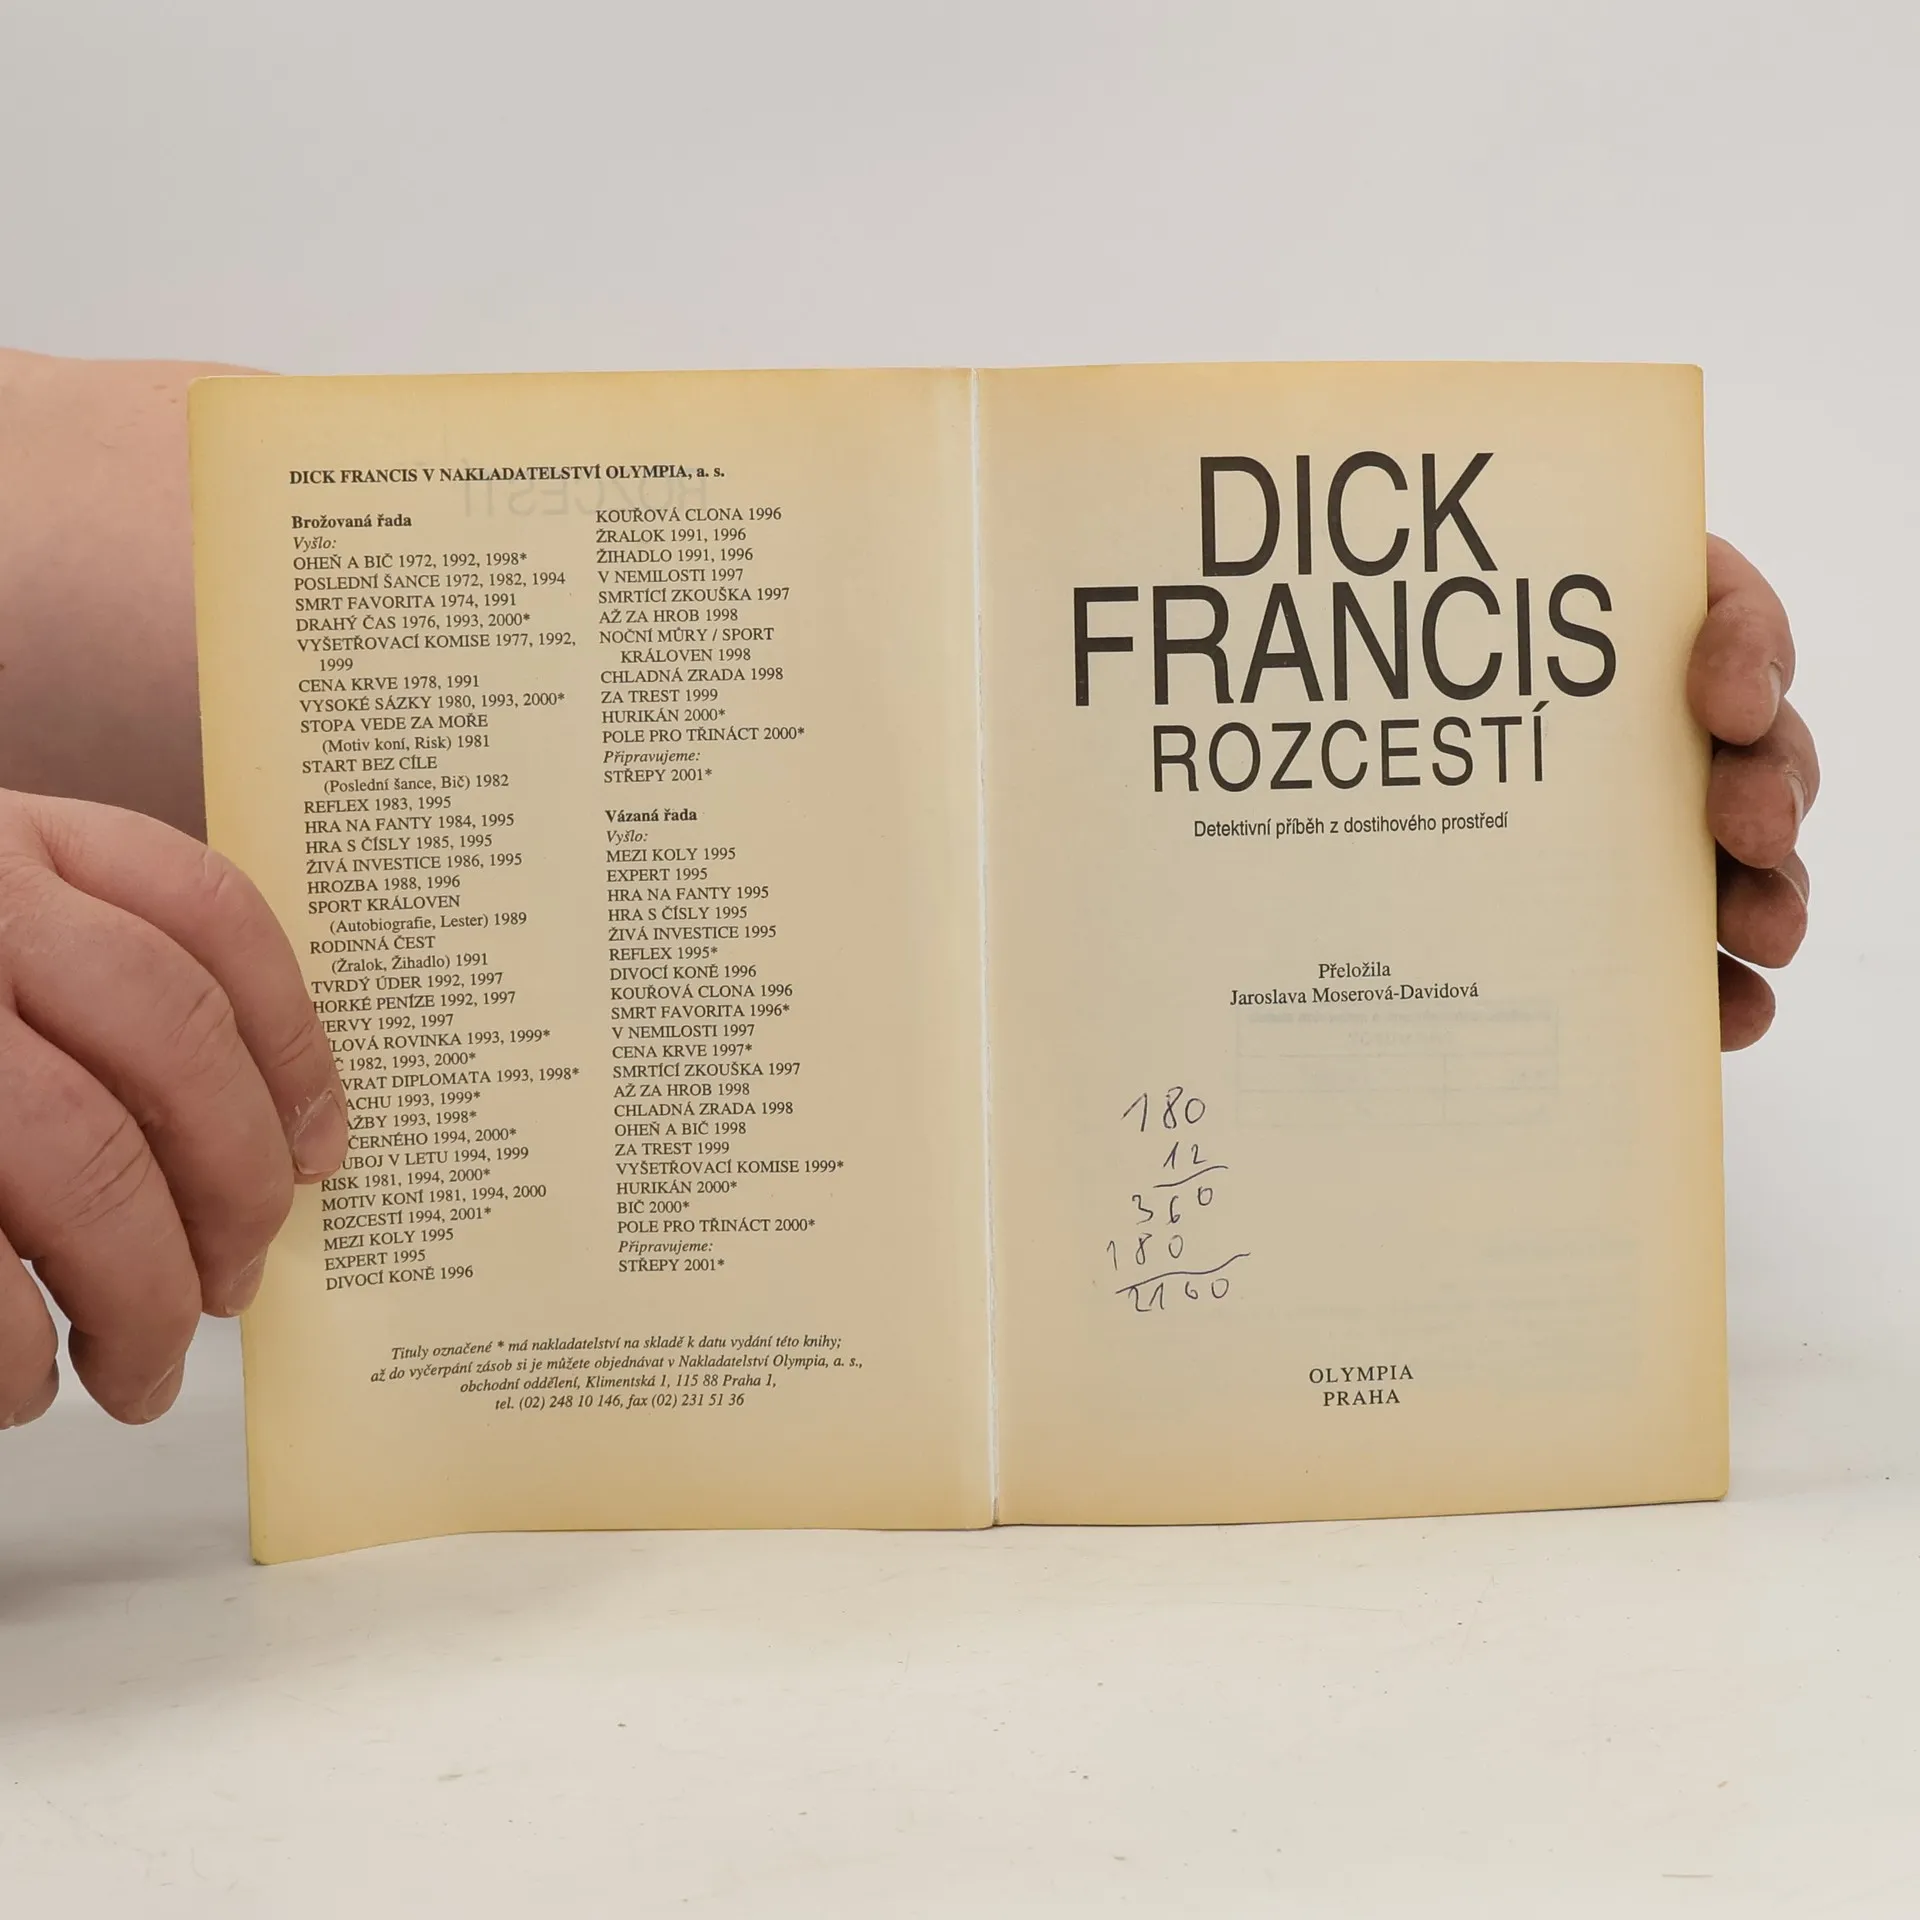 DICK FRANCIS V NAKLADATELSTVÍ OLYMPIA, a. s.
Brožovaná řada
Vyšlo:
OHEŇ A BIČ 1972, 1992, 1998*
POSLEDNÍ ŠANCE 1972, 1982, 1994
SMRT FAVORITA 1974, 1991
DRAHÝ ČAS 1976, 1993, 2000*
VYŠETŘOVACÍ KOMISE 1977, 1992,
1999
CENA KRVE 1978, 1991
VYSOKÉ SÁZKY 1980, 1993, 2000*
STOPA VEDE ZA MOŘE
(Motiv koní, Risk) 1981
START BEZ CÍLE
(Poslední šance, Bič) 1982
REFLEX 1983, 1995
HRA NA FANTY 1984, 1995
HRA S ČÍSLY 1985, 1995
ŽIVÁ INVESTICE 1986, 1995
HROZBA 1988, 1996
SPORT KRÁLOVEN
(Autobiografie, Lester) 1989
RODINNÁ ČEST
(Žralok, Žihadlo) 1991
TVRDÝ ÚDER 1992, 1997
HORKÉ PENÍZE 1992, 1997
ERVY 1992, 1997
LOVÁ ROVINKA 1993, 1999*
Č 1982, 1993, 2000*
VRAT DIPLOMATA 1993, 1998*
ACHU 1993, 1999*
AŽBY 1993, 1998*
ČERNÉHO 1994, 2000*
UBOJ V LETU 1994, 1999
RISK 1981, 1994, 2000*
MOTIV KONÍ 1981, 1994, 2000
ROZCESTÍ 1994, 2001*
MEZI KOLY 1995
EXPERT 1995
DIVOCÍ KONĚ 1996
KOUŘOVÁ CLONA 1996
ŽRALOK 1991, 1996
ŽIHADLO 1991, 1996
V NEMILOSTI 1997
SMRTÍCÍ ZKOUŠKA 1997
AŽ ZA HROB 1998
NOČNÍ MŮRY / SPORT
KRÁLOVEN 1998
CHLADNÁ ZRADA 1998
ZA TREST 1999
HURIKÁN 2000*
POLE PRO TŘINÁCT 2000*
Připravujeme:
STŘEPY 2001*
Vázaná řada
Vyšlo:
MEZI KOLY 1995
EXPERT 1995
HRA NA FANTY 1995
HRA S ČÍSLY 1995
ŽIVÁ INVESTICE 1995
REFLEX 1995*
DIVOCÍ KONĚ 1996
KOUŘOVÁ CLONA 1996
SMRT FAVORITA 1996*
V NEMILOSTI 1997
CENA KRVE 1997*
SMRTÍCÍ ZKOUŠKA 1997
AŽ ZA HROB 1998
CHLADNÁ ZRADA 1998
OHEŇ A BIČ 1998
ZA TREST 1999
VYŠETŘOVACÍ KOMISE 1999*
HURIKÁN 2000*
BIČ 2000*
POLE PRO TŘINÁCT 2000*
Připravujeme:
STŘEPY 2001*
Tituly označené * má nakladatelství na skladě k datu vydání této knihy;
až do vyčerpání zásob si je můžete objednávat v Nakladatelství Olympia, a. s.,
obchodní oddělení, Klimentská 1, 115 88 Praha 1,
tel. (02) 248 10 146, fax (02) 231 51 36
DICK
FRANCIS
ROZCESTÍ
Detektivní příběh z dostihového prostředí
Přeložila
Jaroslava Moserová-Davidová
180
12
360
180
2160
OLYMPIA
PRAHA